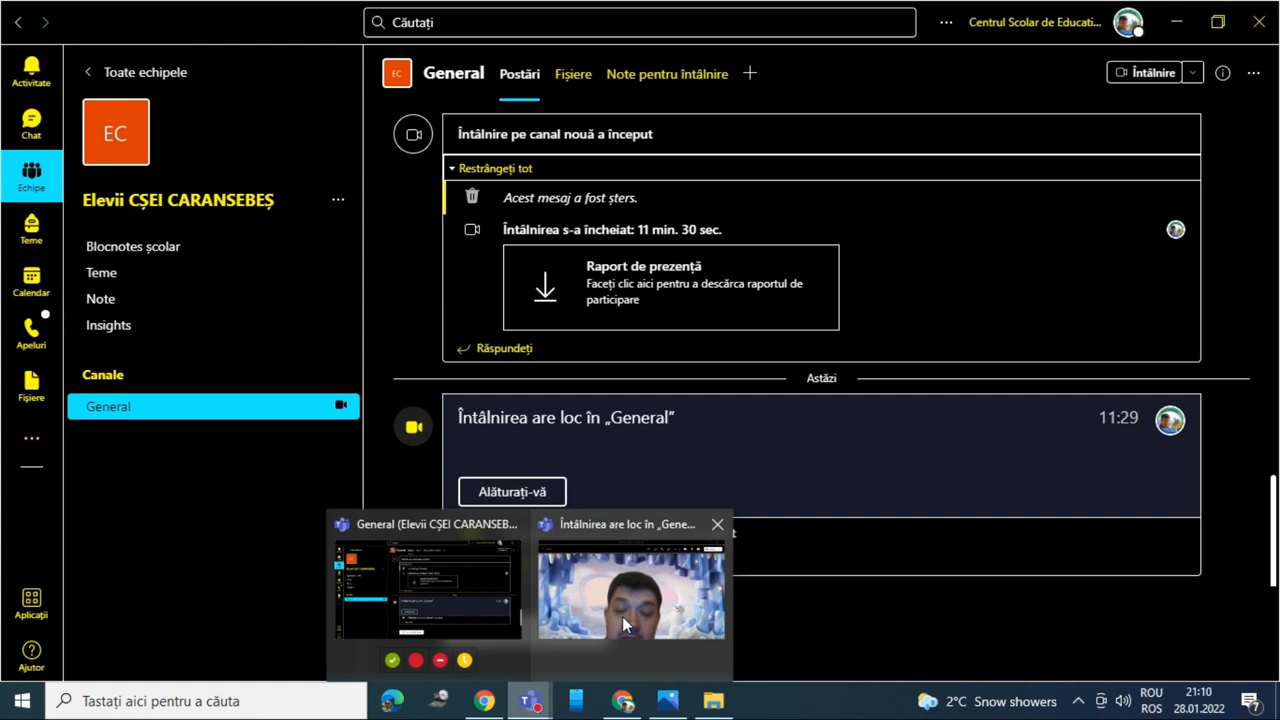 Căutați
Centrul Scolar de Educati...
Activitate
Chat
Echipe
Teme
Calendar
Apeluri
Fișiere
Aplicații
Ajutor
Toate echipele
EC
Elevii CȘEI CARANSEBEȘ
Blocnotes școlar
Teme
Note
Insights
Canale
General
EC
General
Postări
Fișiere
Note pentru întâlnire
Întâlnire
Întâlnire pe canal nouă a început
Restrângeți tot
Acest mesaj a fost șters.
Întâlnirea s-a încheiat: 11 min. 30 sec.
Raport de prezență
Faceți clic aici pentru a descărca raportul de
participare
Răspundeți
Astăzi
Întâlnirea are loc în „General”
11:29
Alăturați-vă
General (Elevii CȘEI CARANSEB...
Întâlnirea are loc în „Gene...
Tastați aici pentru a căuta
2°C Snow showers
ROU
ROS
21:10
28.01.2022
7